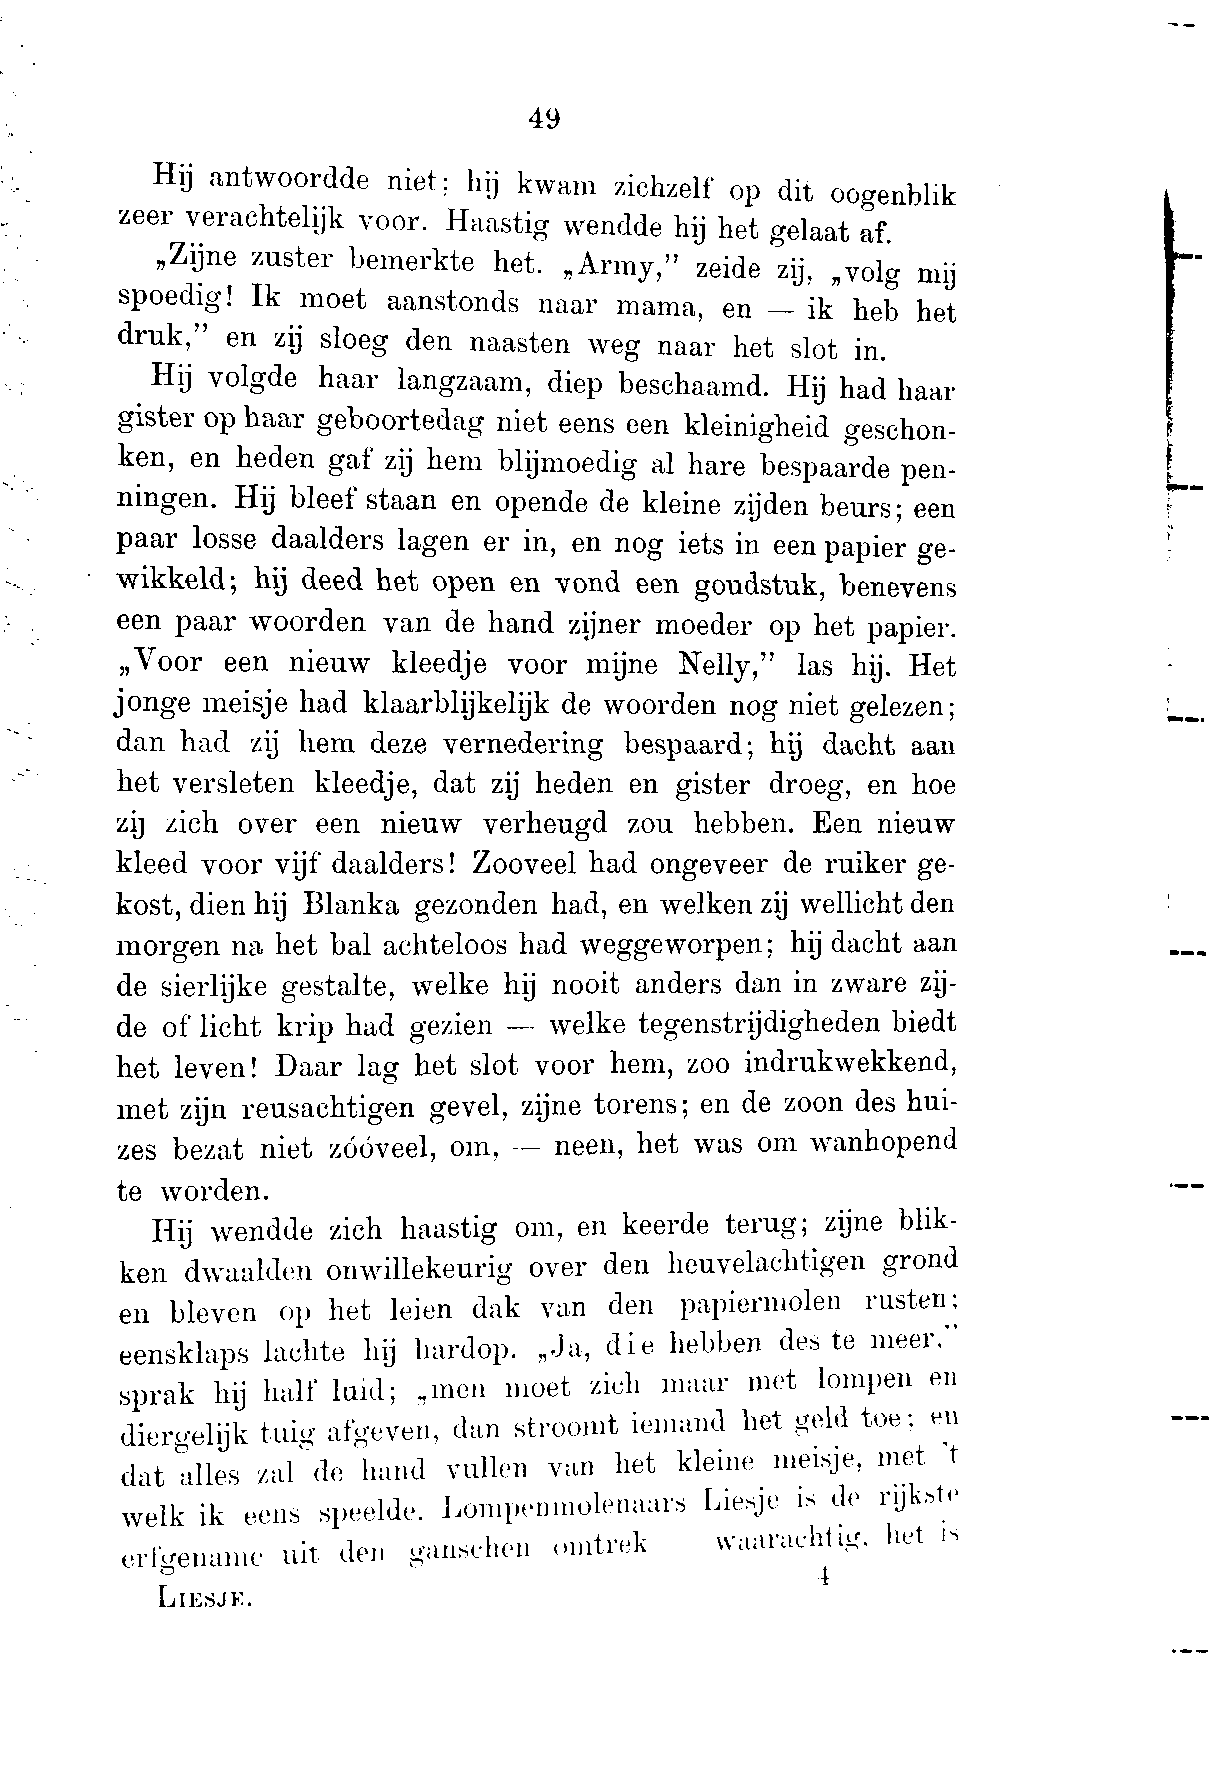 49
Hij antwoordde niet; hij kwam zichzelf op dit oogenblik
zeer verachtelijk voor. Haastig wendde hij het gelaat af.
„Zijne zuster bemerkte het. „Army,” zeide zij, „volg mij
spoedig! Ik moet aanstonds naar mama, en — ik heb het
druk,” en zij sloeg den naasten weg naar het slot in.
Hij volgde haar langzaam, diep beschaamd. Hij had haar
gister op haar geboortedag niet eens een kleinigheid geschon-
ken, en heden gaf zij hem blijmoedig al hare bespaarde pen-
ningen. Hij bleef staan en opende de kleine zijden beurs; een
paar losse daalders lagen er in, en nog iets in een papier ge-
wikkeld; hij deed het open en vond een goudstuk, benevens
een paar woorden van de hand zijner moeder op het papier.
„Voor een nieuw kleedje voor mijne Nelly,” las hij. Het
jonge meisje had klaarblijkelijk de woorden nog niet gelezen;
dan had zij hem deze vernedering bespaard; hij dacht aan
het versleten kleedje, dat zij heden en gister droeg, en hoe
zij zich over een nieuw verheugd zou hebben. Een nieuw
kleed voor vijf daalders! Zooveel had ongeveer de ruiker ge-
kost, dien hij Blanka gezonden had, en welken zij wellicht den
morgen na het bal achteloos had weggeworpen; hij dacht aan
de sierlijke gestalte, welke hij nooit anders dan in zware zij-
de of licht krip had gezien — welke tegenstrijdigheden biedt
het leven! Daar lag het slot voor hem, zoo indrukwekkend,
met zijn reusachtigen gevel, zijne torens; en de zoon des hui-
zes bezat niet zóóveel, om, — neen, het was om wanhopend
te worden.
Hij wendde zich haastig om, en keerde terug; zijne blik-
ken dwaalden onwillekeurig over den heuvelachtigen grond
en bleven op het leien dak van den papiermolen rusten;
eensklaps lachte hij hardop. „Ja, die hebben des te meer,”
sprak hij half luid; „men moet zich maar met lompen en
diergelijk tuig afgeven, dan stroomt iemand het geld toe; en
dat alles zal de hand vullen van het kleine meisje, met 't
welk ik eens speelde. Lompenmolenaars Liesje is de rijkste
erfgename uit den ganschen omtrek waarachtig, het is
LIESJE. 4